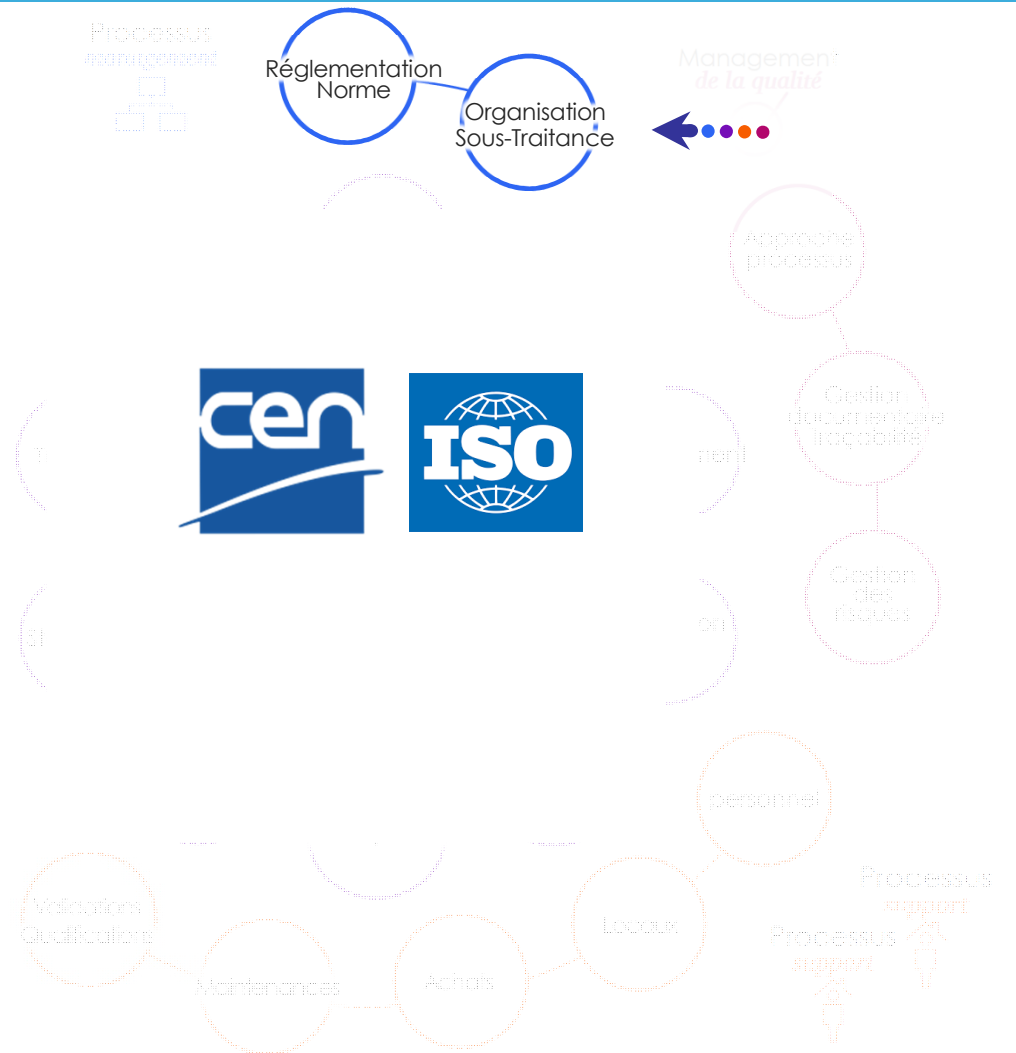 Processus
management
Réglementation
Norme
Organisation
Sous-Traitance
Management
de la qualité
Approche
processus
cen
ISO
Gestion
documentaire
traçabilité
Gestion
des
risques
personnel
Validations
Qualifications
Maintenances
Achats
Locaux
Processus
support
Processus
support